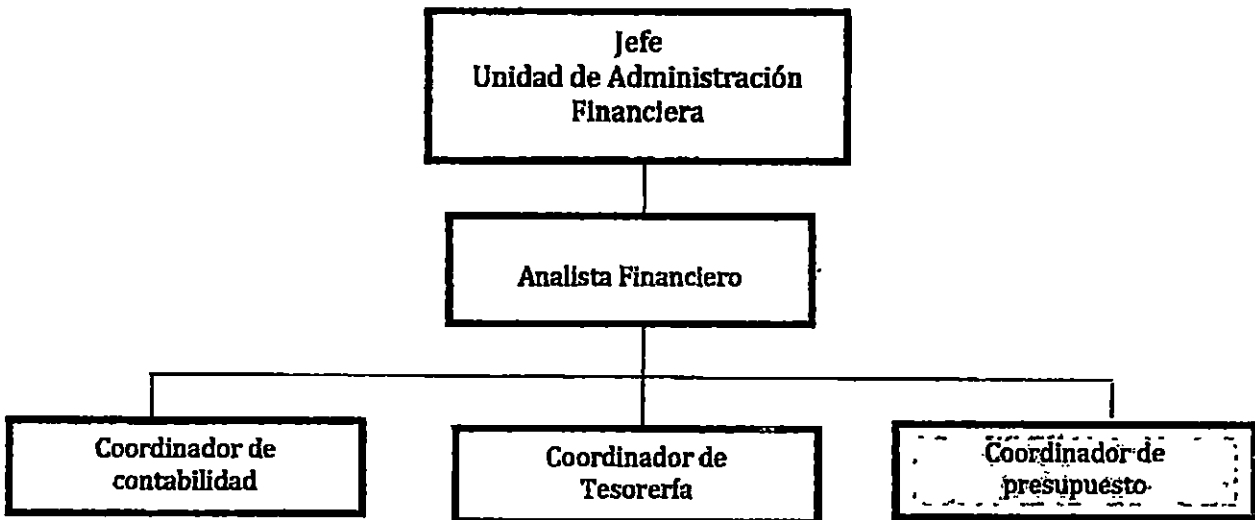 Jefe
Unidad de Administración
Financiera
Analista Financiero
Coordinador de
contabilidad
Coordinador de
Tesorería
Coordinador de
presupuesto